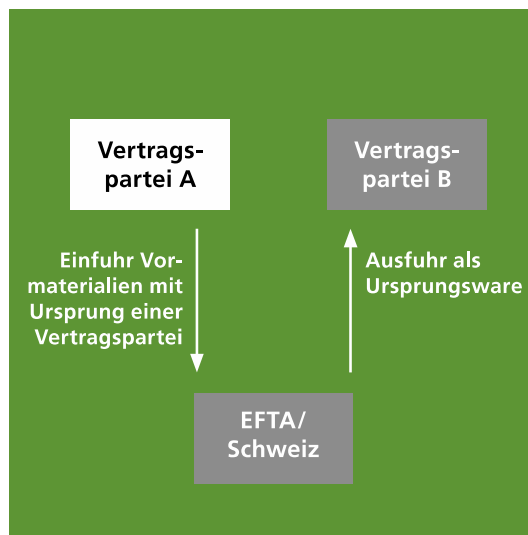 Vertrags-
partei A
Vertrags-
partei B
Einfuhr Vor-
materialien mit
Ursprung einer
Vertragspartei
Ausfuhr als
Ursprungsware
EFTA/
Schweiz